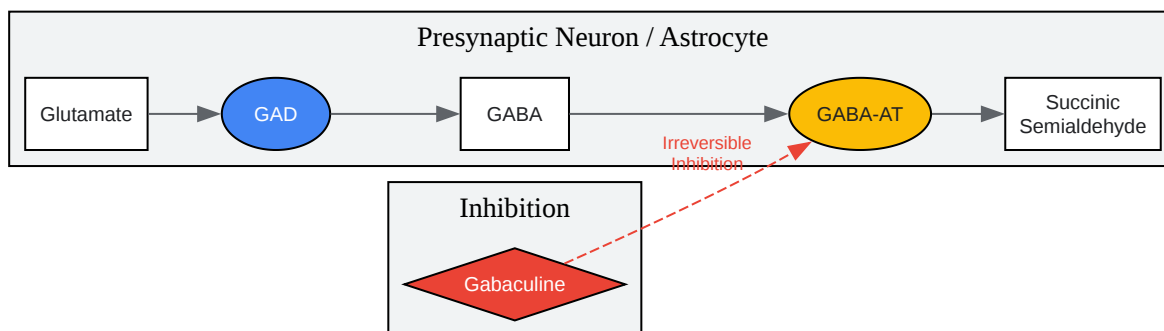 Presynaptic Neuron / Astrocyte
Glutamate
GAD
GABA
GABA-AT
Succinic
Semialdehyde
Irreversible
Inhibition
Inhibition
Gabaculine